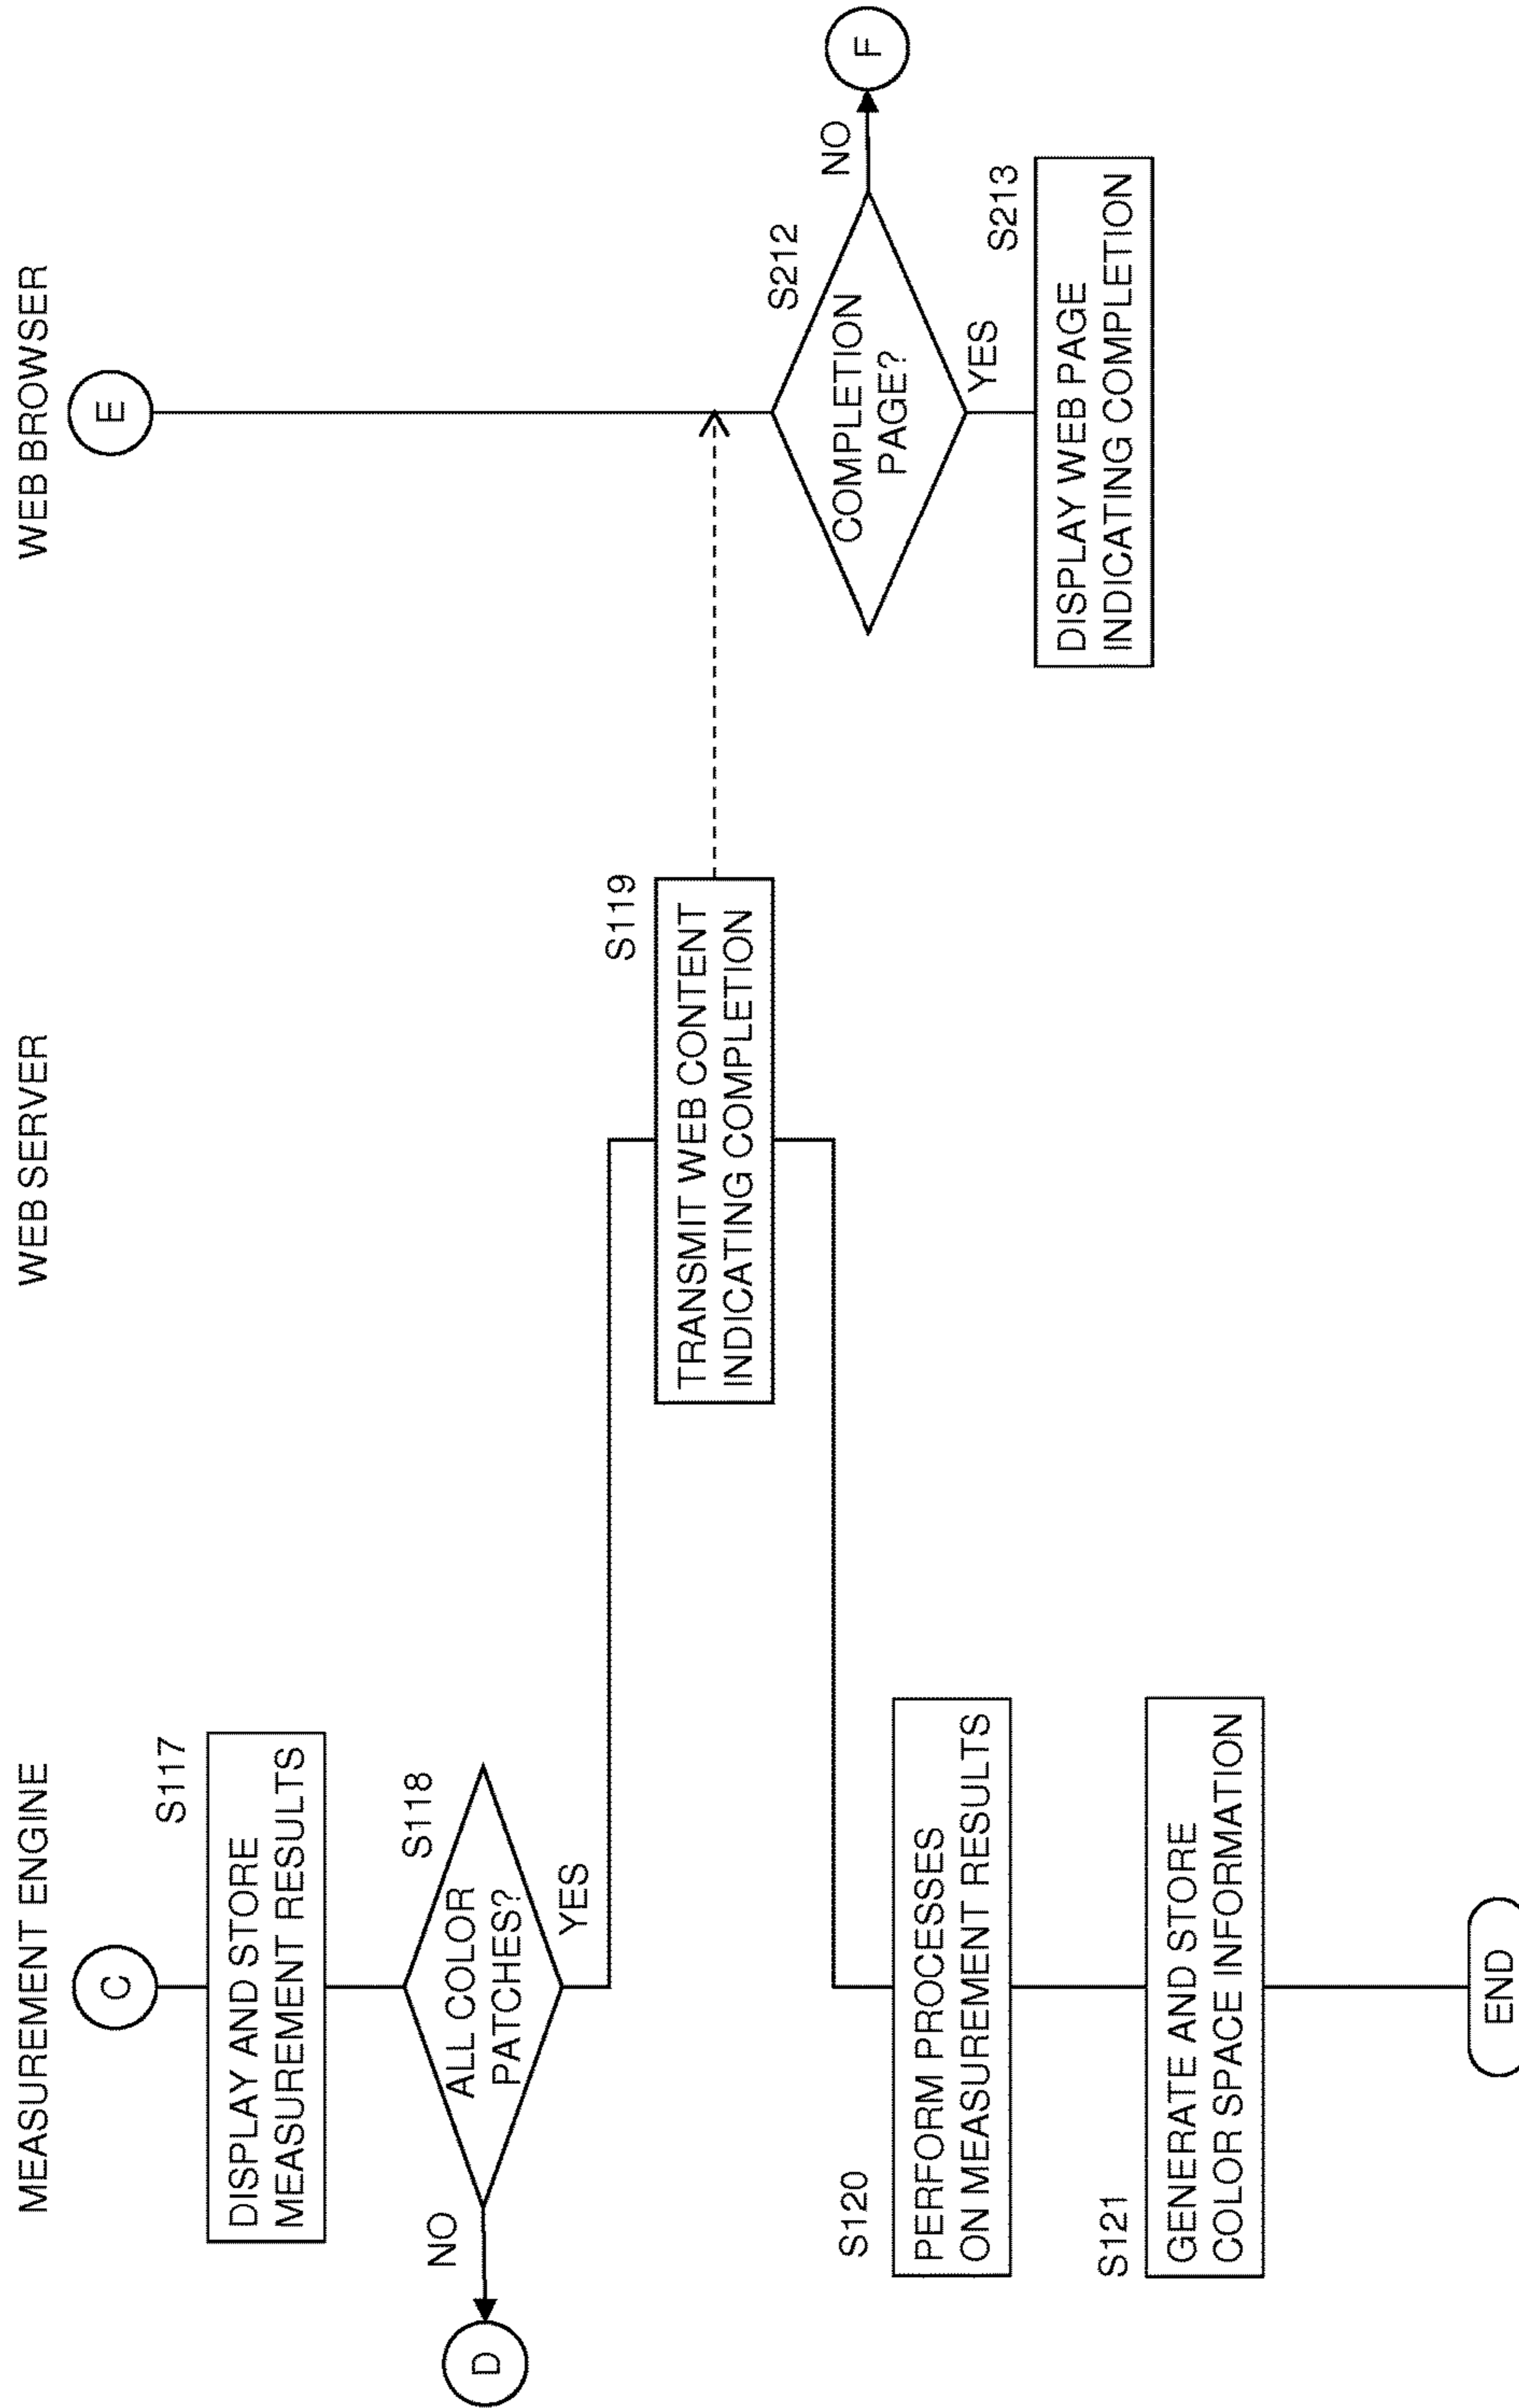 MEASUREMENT ENGINE
WEB SERVER
WEB BROWSER
C
S117
DISPLAY AND STORE
MEASUREMENT RESULTS
S118
ALL COLOR
PATCHES?
NO
D
YES
S119
TRANSMIT WEB CONTENT
INDICATING COMPLETION
S120
PERFORM PROCESSES
ON MEASUREMENT RESULTS
S121
GENERATE AND STORE
COLOR SPACE INFORMATION
END
E
S212
COMPLETION
PAGE?
NO
F
YES
S213
DISPLAY WEB PAGE
INDICATING COMPLETION